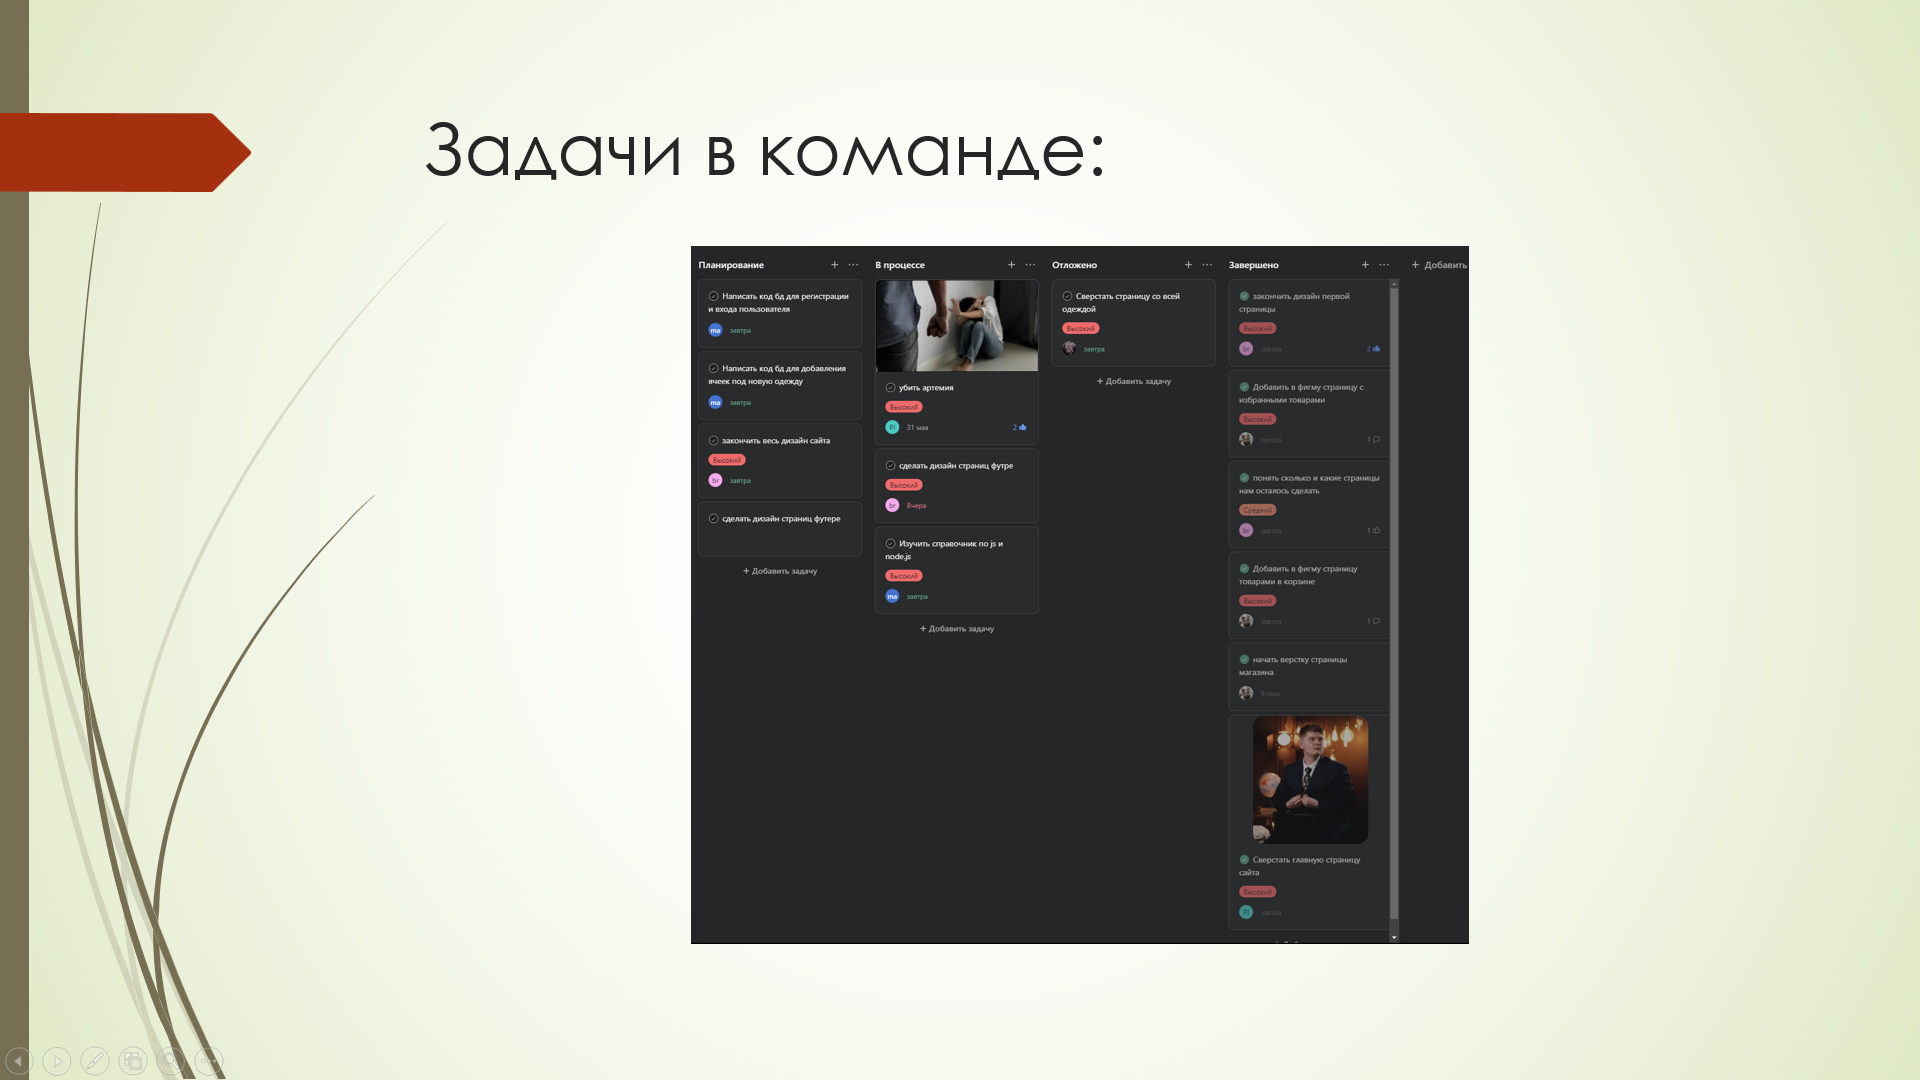 Задачи в команде:
Планирование
Написать код бд для регистрации
и входа пользователя
ma завтра
Написать код бд для добавления
ячеек под новую одежду
ma завтра
закончить весь дизайн сайта
Высокий
br завтра
сделать дизайн страниц футере
+ Добавить задачу
В процессе
убить артемия
Высокий
Pl 31 мая 2
сделать дизайн страниц футре
Высокий
br Вчера
Изучить справочник по js и
node.js
Высокий
ma завтра
+ Добавить задачу
Отложено
Сверстать страницу со всей
одеждой
Высокий
завтра
+ Добавить задачу
Завершено
закончить дизайн первой
страницы
Высокий
br завтра 2
Добавить в фигму страницу с
избранными товарами
Высокий
завтра 1
понять сколько и какие страницы
нам осталось сделать
Средний
br завтра 1
Добавить в фигму страницу
товарами в корзине
Высокий
завтра 1
начать верстку страницы
магазина
Вчера
Сверстать главную страницу
сайта
Высокий
Pl завтра
+ Добавить